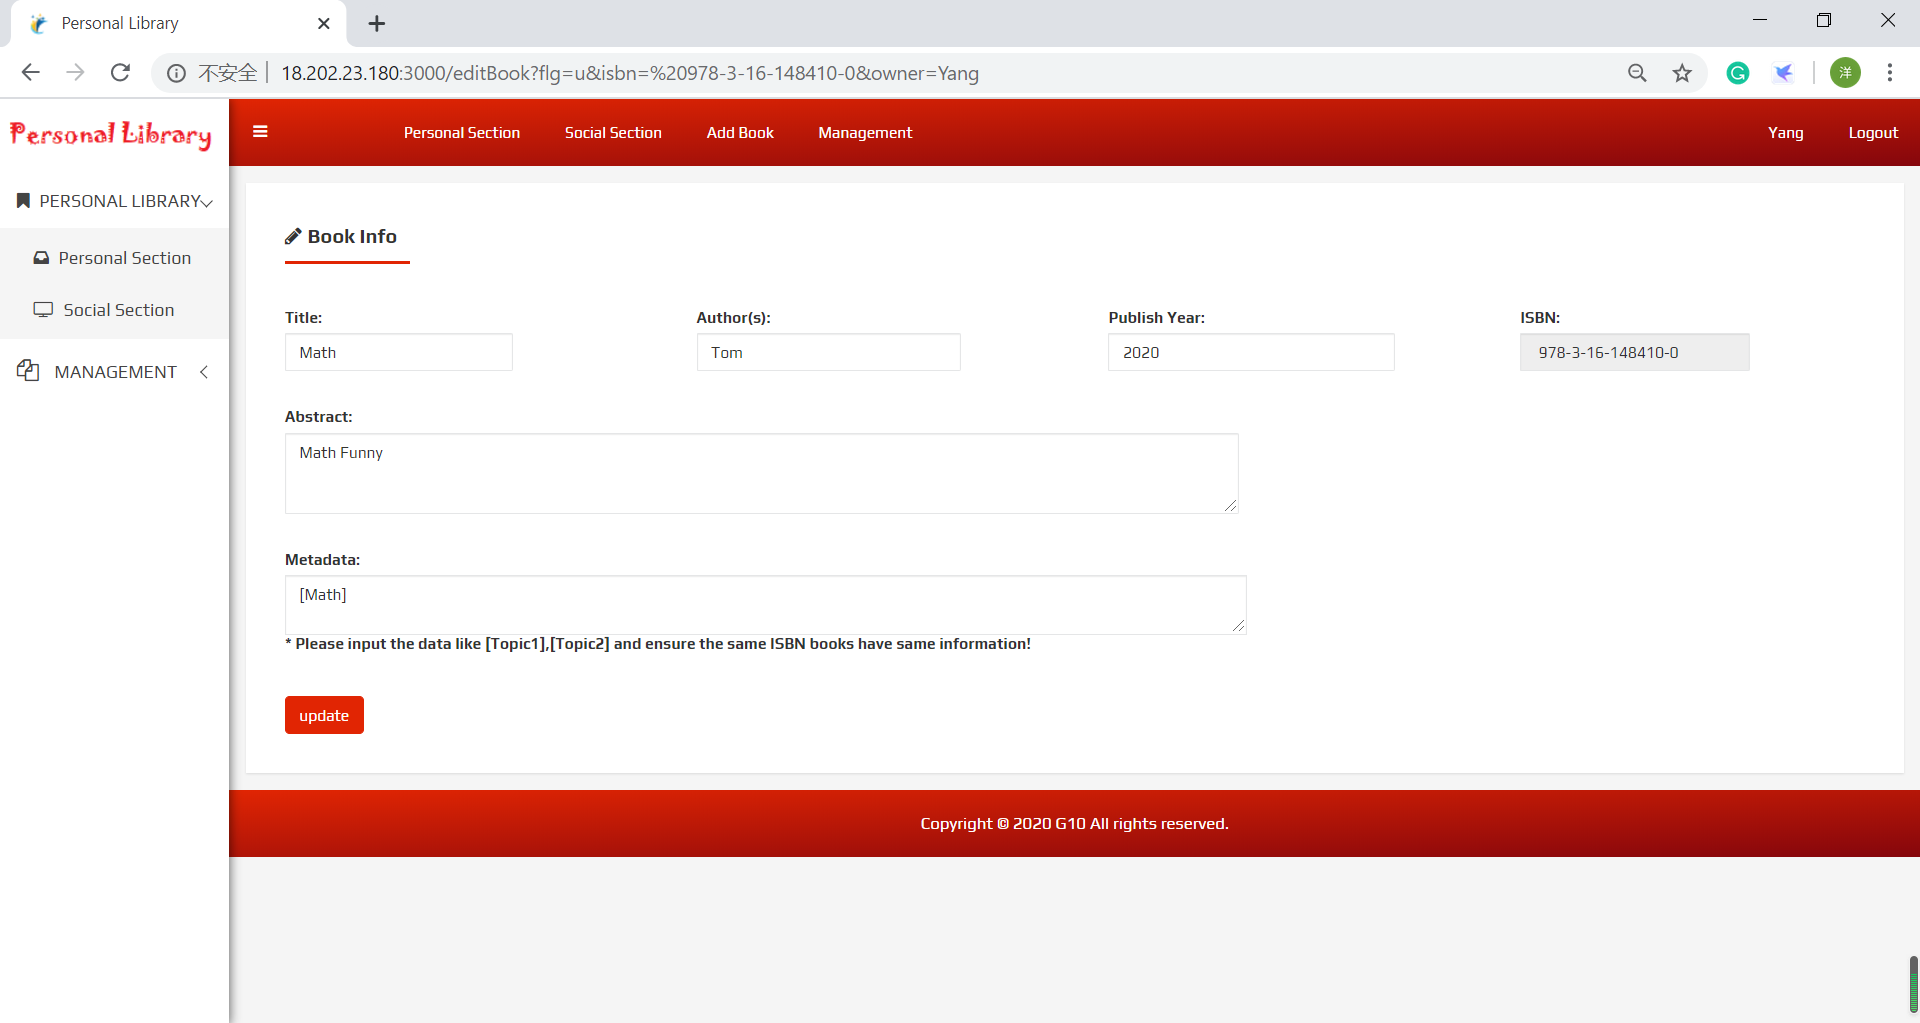 Personal Library
不安全 18.202.23.180:3000/editBook?flg=u&isbn=%20978-3-16-148410-0&owner=Yang
洋
Personal Library
Personal Section Social Section Add Book Management Yang Logout
PERSONAL LIBRARY
Personal Section
Social Section
MANAGEMENT
Book Info
Title: Author(s): Publish Year: ISBN:
Math Tom 2020 978-3-16-148410-0
Abstract:
Math Funny
Metadata:
[Math]
* Please input the data like [Topic1],[Topic2] and ensure the same ISBN books have same information!
update
Copyright © 2020 G10 All rights reserved.